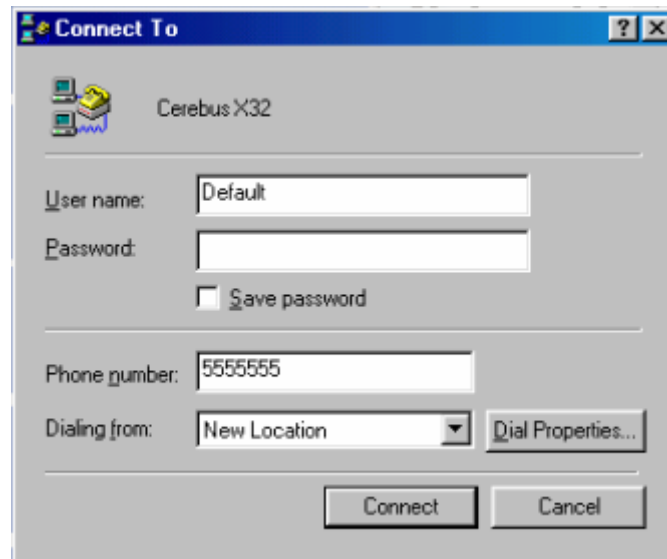 Connect To
Cerebus X32
User name: Default
Password:
Save password
Phone number: 5555555
Dialing from: New Location Dial Properties...
Connect Cancel